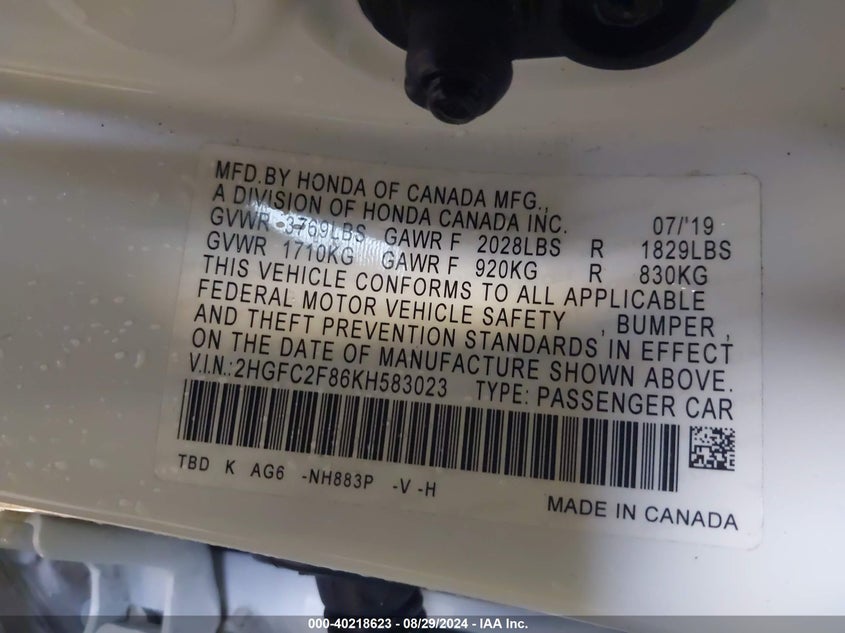 MFD.BY HONDA OF CANADA MFG.,
A DIVISION OF HONDA CANADA INC. 07/'19
GVWR 3769LBS GAWR F 2028LBS R 1829LBS
GVWR 1710KG GAWR F 920KG R 830KG
THIS VEHICLE CONFORMS TO ALL APPLICABLE
FEDERAL MOTOR VEHICLE SAFETY , BUMPER ,
AND THEFT PREVENTION STANDARDS IN EFFECT
ON THE DATE OF MANUFACTURE SHOWN ABOVE.
V.I.N.:2HGFC2F86KH583023 TYPE: PASSENGER CAR
TBD K AG6 -NH883P -V -H
MADE IN CANADA
000-40218623 - 08/29/2024 - IAA Inc.